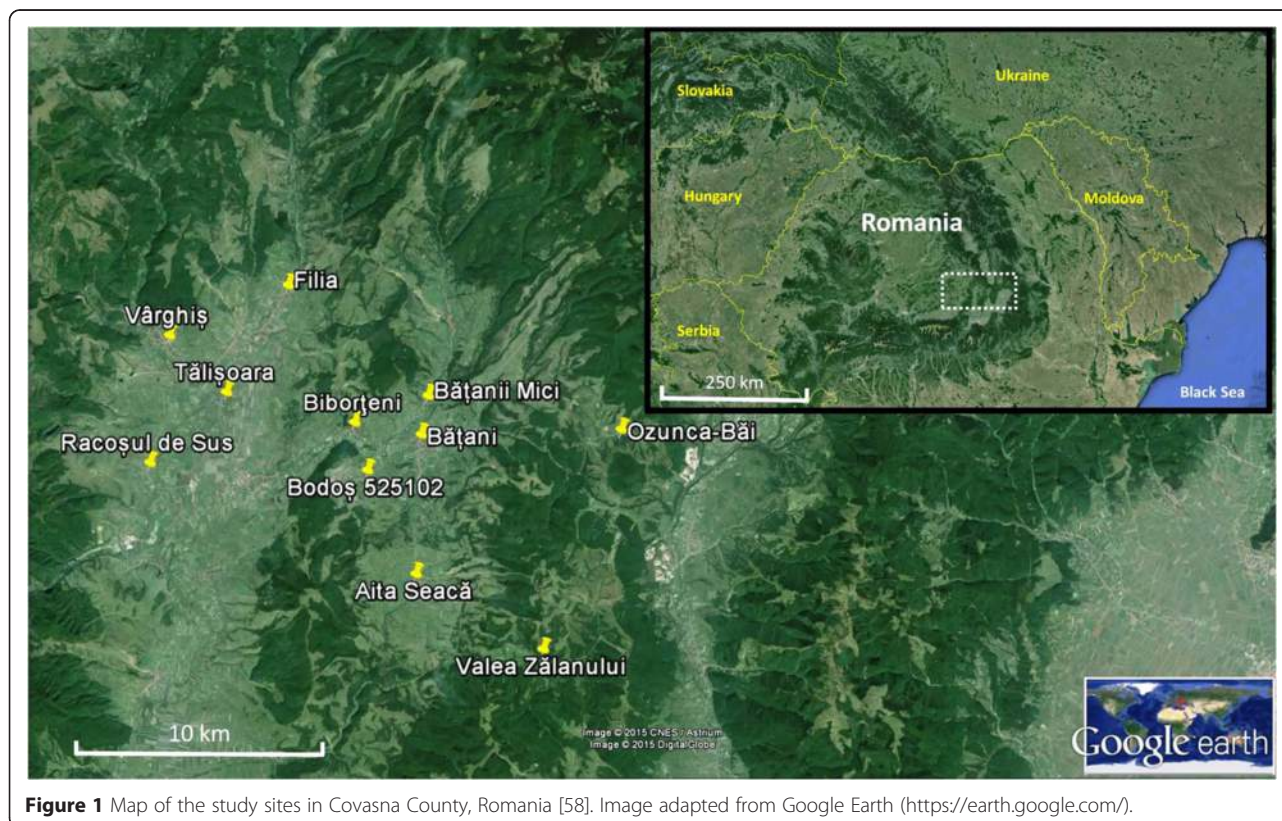 Slovakia
Ukraine
Hungary
Romania
Moldova
Serbia
250 km
Black Sea
Filia
Vârghiș
Tălișoara
Biborţeni
Bățanii Mici
Racoșul de Sus
Bățani
Ozunca-Băi
Bodoș 525102
Aita Seacă
Valea Zălanului
10 km
Image © 2015 CNES / Astrium
Image © 2015 DigitalGlobe
Google earth
Figure 1 Map of the study sites in Covasna County, Romania [58]. Image adapted from Google Earth (https://earth.google.com/).